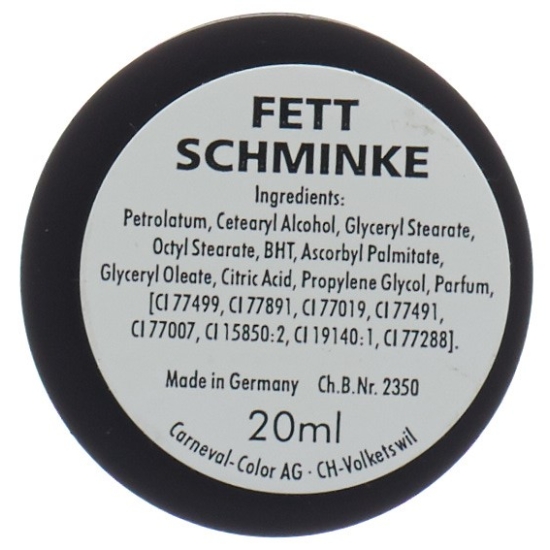 FETT
SCHMINKE
Ingredients:
Petrolatum, Cetearyl Alcohol, Glyceryl Stearate,
Octyl Stearate, BHT, Ascorbyl Palmitate,
Glyceryl Oleate, Citric Acid, Propylene Glycol, Parfum,
[CI 77499, CI 77891, CI 77019, CI 77491,
CI 77007, CI 15850:2, CI 19140:1, CI 77288].
Made in Germany Ch.B.Nr. 2350
20ml
Carneval-Color AG · CH-Volketswil